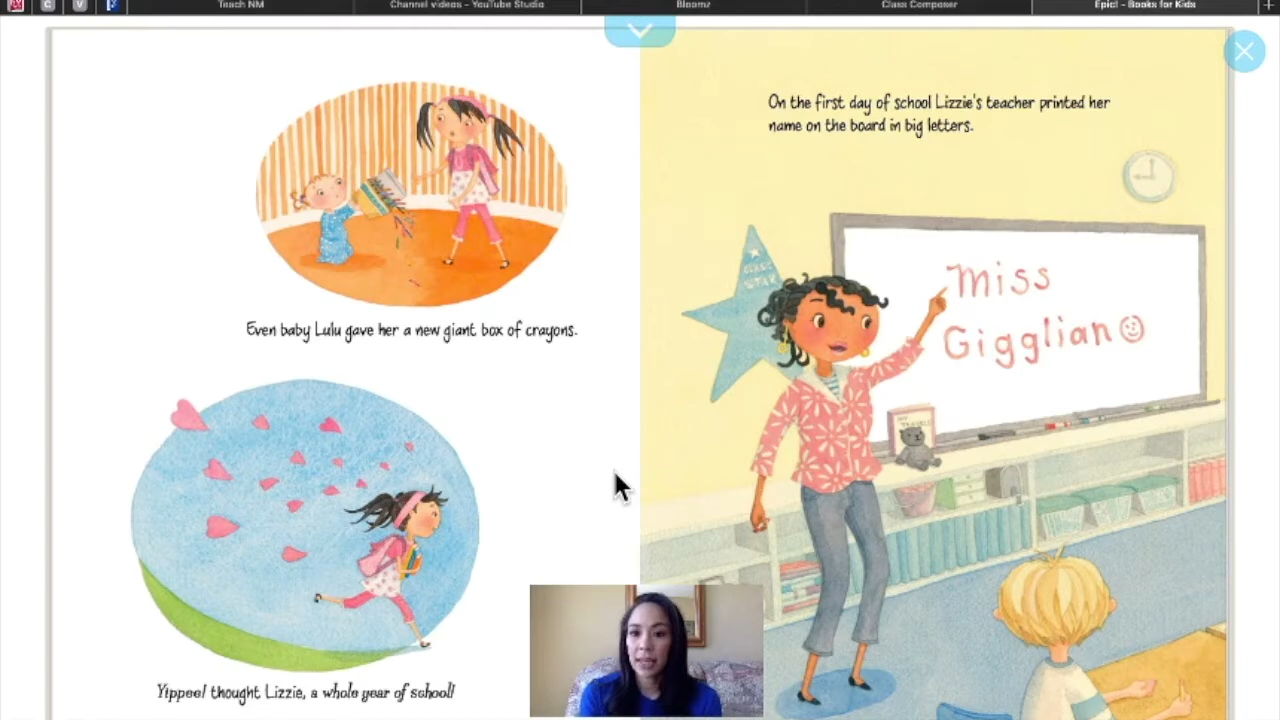 Teach NM
Channel videos - YouTube Studio
Bloomz
Class Composer
Epic! - Books for Kids
Even baby Lulu gave her a new giant box of crayons.
Yippee! thought Lizzie, a whole year of school!
On the first day of school Lizzie's teacher printed her
name on the board in big letters.
CLASS
STAR
Miss
Gigglian